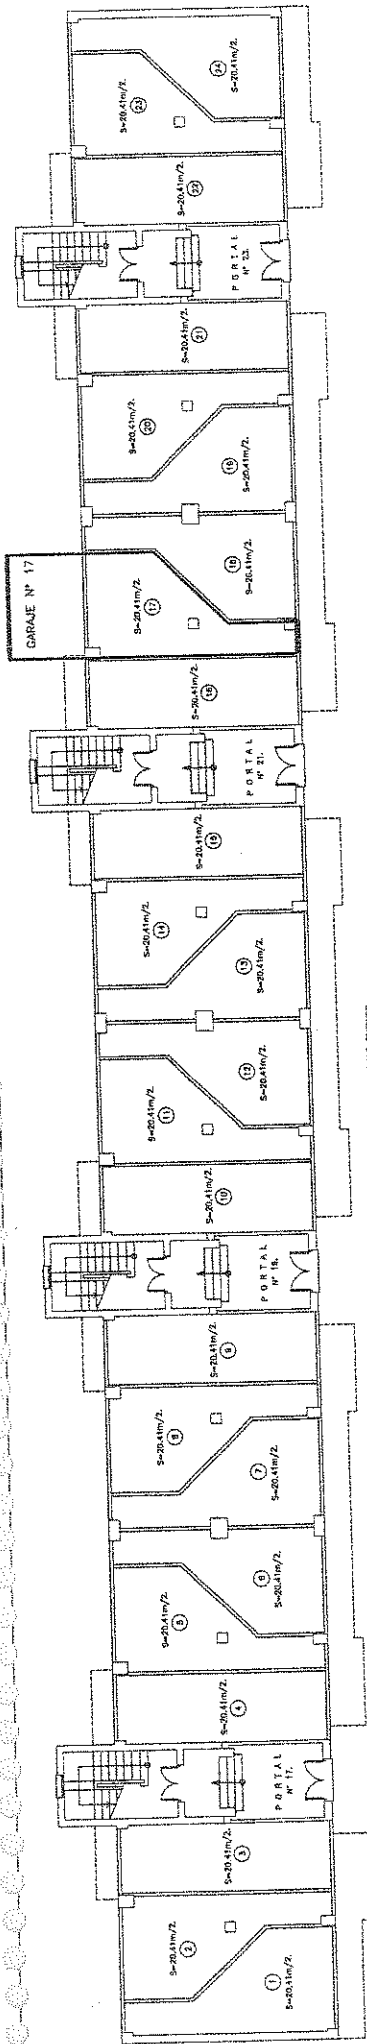 S=20,41m/2.
23
S=20,41m/2.
24
S=20,41m/2.
22
PORTAL
Nº 23.
S=20,41m/2.
21
S=20,41m/2.
20
S=20,41m/2.
19
GARAJE Nº 17
S=20,41m/2.
17
S=20,41m/2.
18
S=20,41m/2.
16
PORTAL
Nº 21.
S=20,41m/2.
15
S=20,41m/2.
14
S=20,41m/2.
13
S=20,41m/2.
11
S=20,41m/2.
12
S=20,41m/2.
10
PORTAL
Nº 19.
S=20,41m/2.
9
S=20,41m/2.
8
S=20,41m/2.
7
S=20,41m/2.
5
S=20,41m/2.
6
S=20,41m/2.
4
PORTAL
Nº 17.
S=20,41m/2.
3
S=20,41m/2.
2
S=20,41m/2.
1